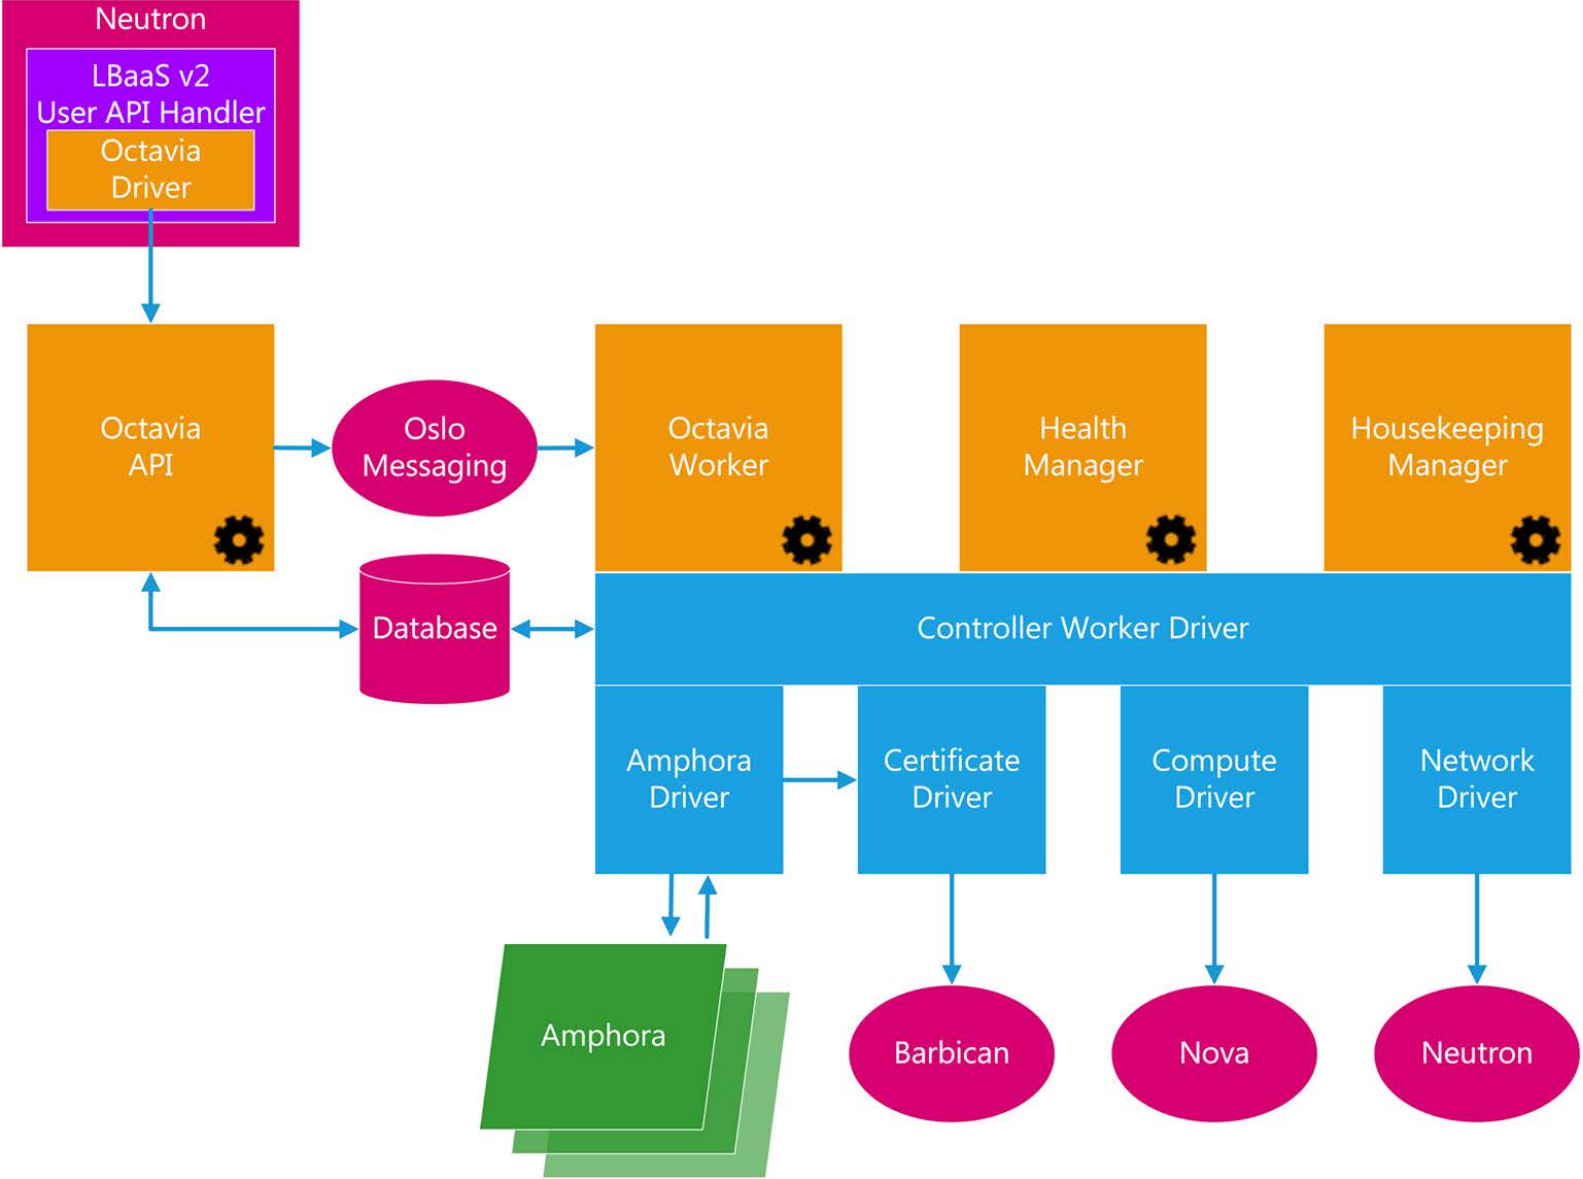 Neutron
LBaaS v2
User API Handler
Octavia
Driver
Octavia
API
Oslo
Messaging
Octavia
Worker
Health
Manager
Housekeeping
Manager
Database
Controller Worker Driver
Amphora
Driver
Certificate
Driver
Compute
Driver
Network
Driver
Amphora
Barbican
Nova
Neutron